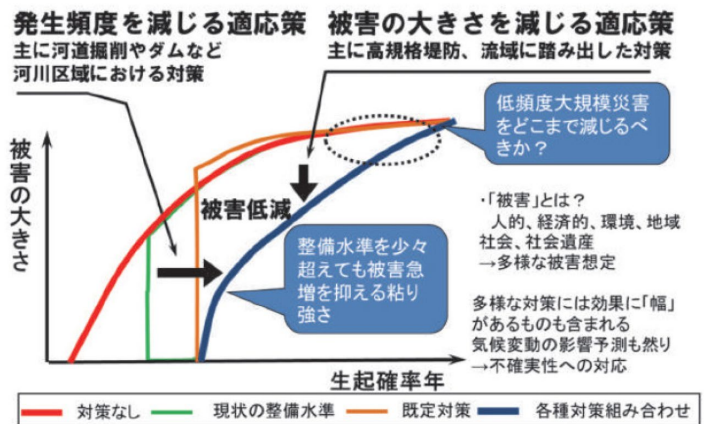 発生頻度を減じる適応策
主に河道掘削やダムなど
河川区域における対策
被害の大きさを減じる適応策
主に高規格堤防、流域に踏み出した対策
低頻度大規模災害
をどこまで減じるべ
きか？
被害の大きさ
被害低減
整備水準を少々
超えても被害急
増を抑える粘り
強さ
・「被害」とは？
人的、経済的、環境、地域
社会、社会遺産
→多様な被害想定
多様な対策には効果に「幅」
があるものも含まれる
気候変動の影響予測も然り
→不確実性への対応
生起確率年
対策なし
現状の整備水準
既定対策
各種対策組み合わせ